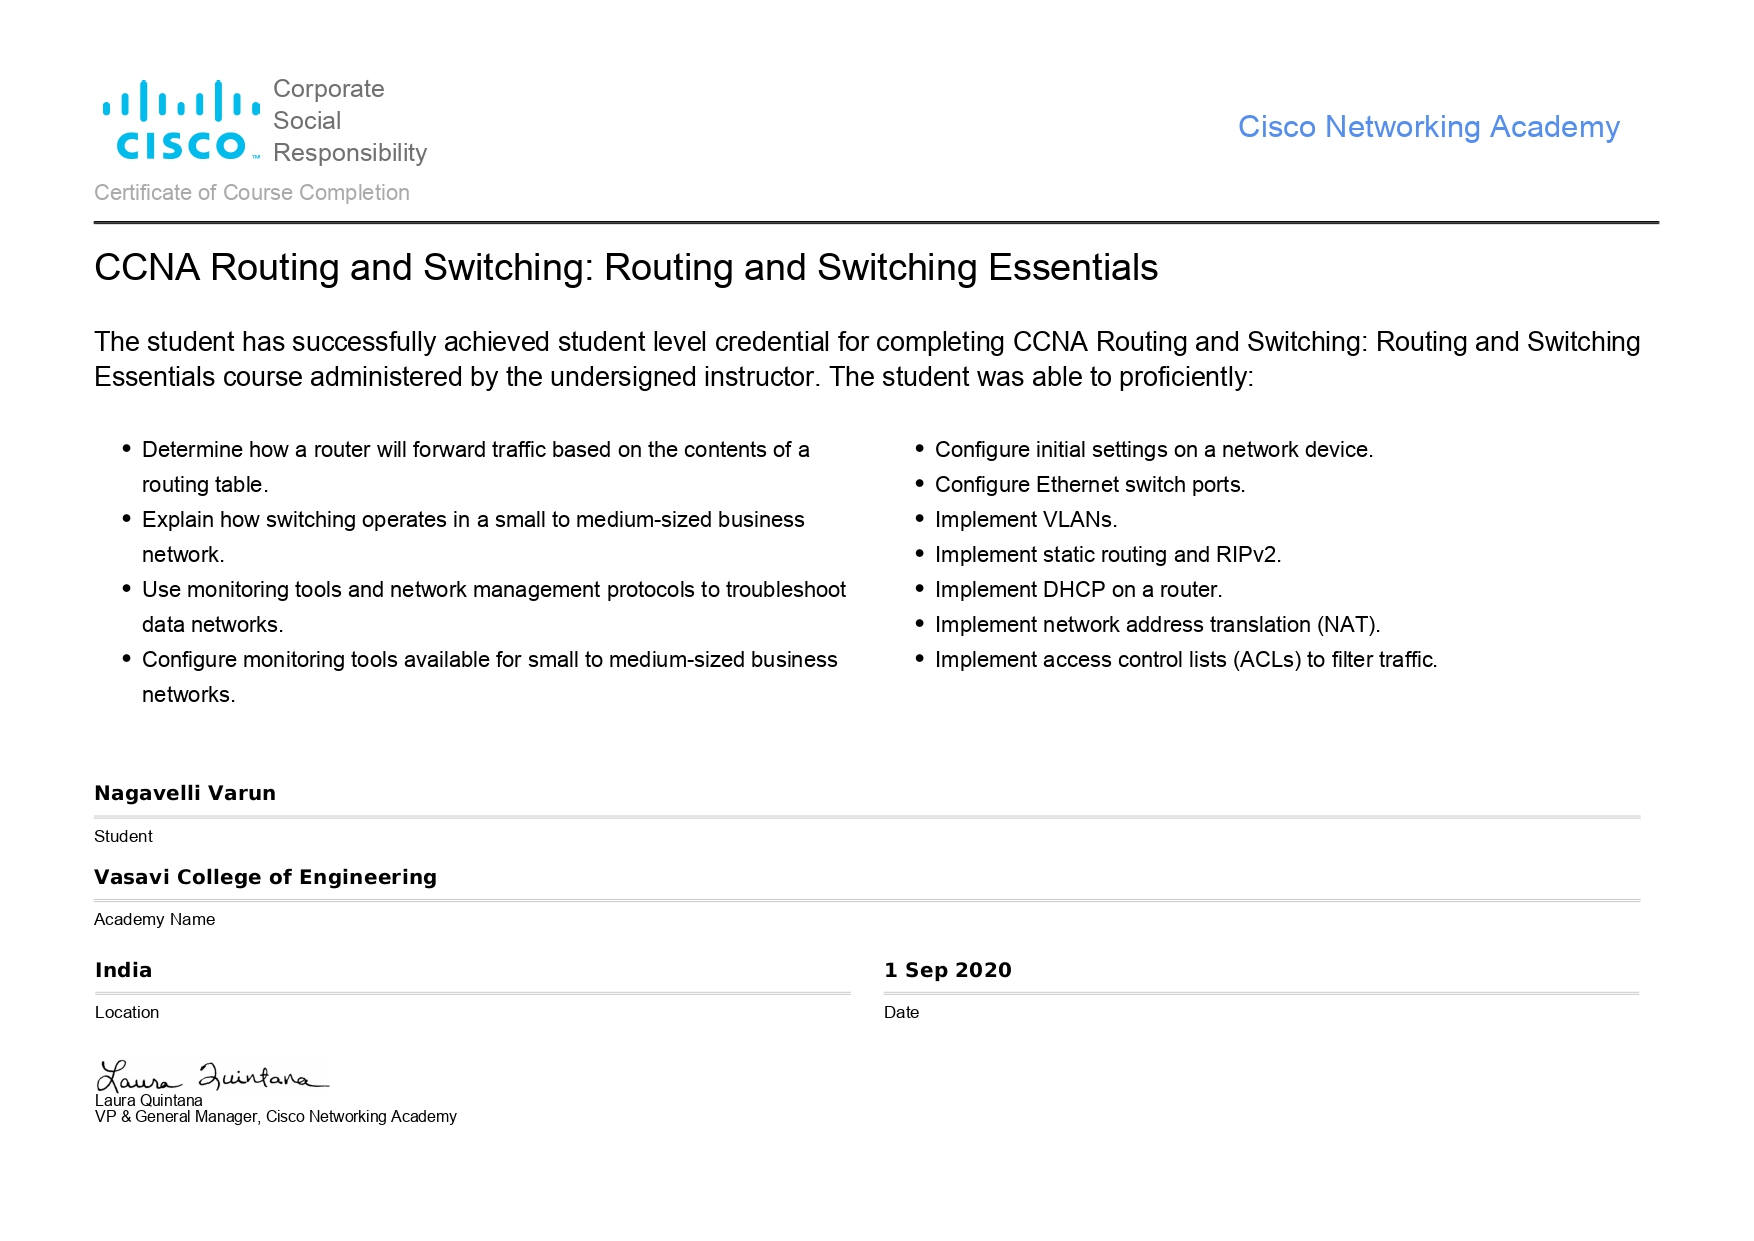 CISCO
TM
Corporate
Social
Responsibility
Cisco Networking Academy
Certificate of Course Completion
CCNA Routing and Switching: Routing and Switching Essentials
The student has successfully achieved student level credential for completing CCNA Routing and Switching: Routing and Switching
Essentials course administered by the undersigned instructor. The student was able to proficiently:
• Determine how a router will forward traffic based on the contents of a
routing table.
• Explain how switching operates in a small to medium-sized business
network.
• Use monitoring tools and network management protocols to troubleshoot
data networks.
• Configure monitoring tools available for small to medium-sized business
networks.
• Configure initial settings on a network device.
• Configure Ethernet switch ports.
• Implement VLANs.
• Implement static routing and RIPv2.
• Implement DHCP on a router.
• Implement network address translation (NAT).
• Implement access control lists (ACLs) to filter traffic.
Nagavelli Varun
Student
Vasavi College of Engineering
Academy Name
India
Location
1 Sep 2020
Date
Laura Quintana
Laura Quintana
VP & General Manager, Cisco Networking Academy